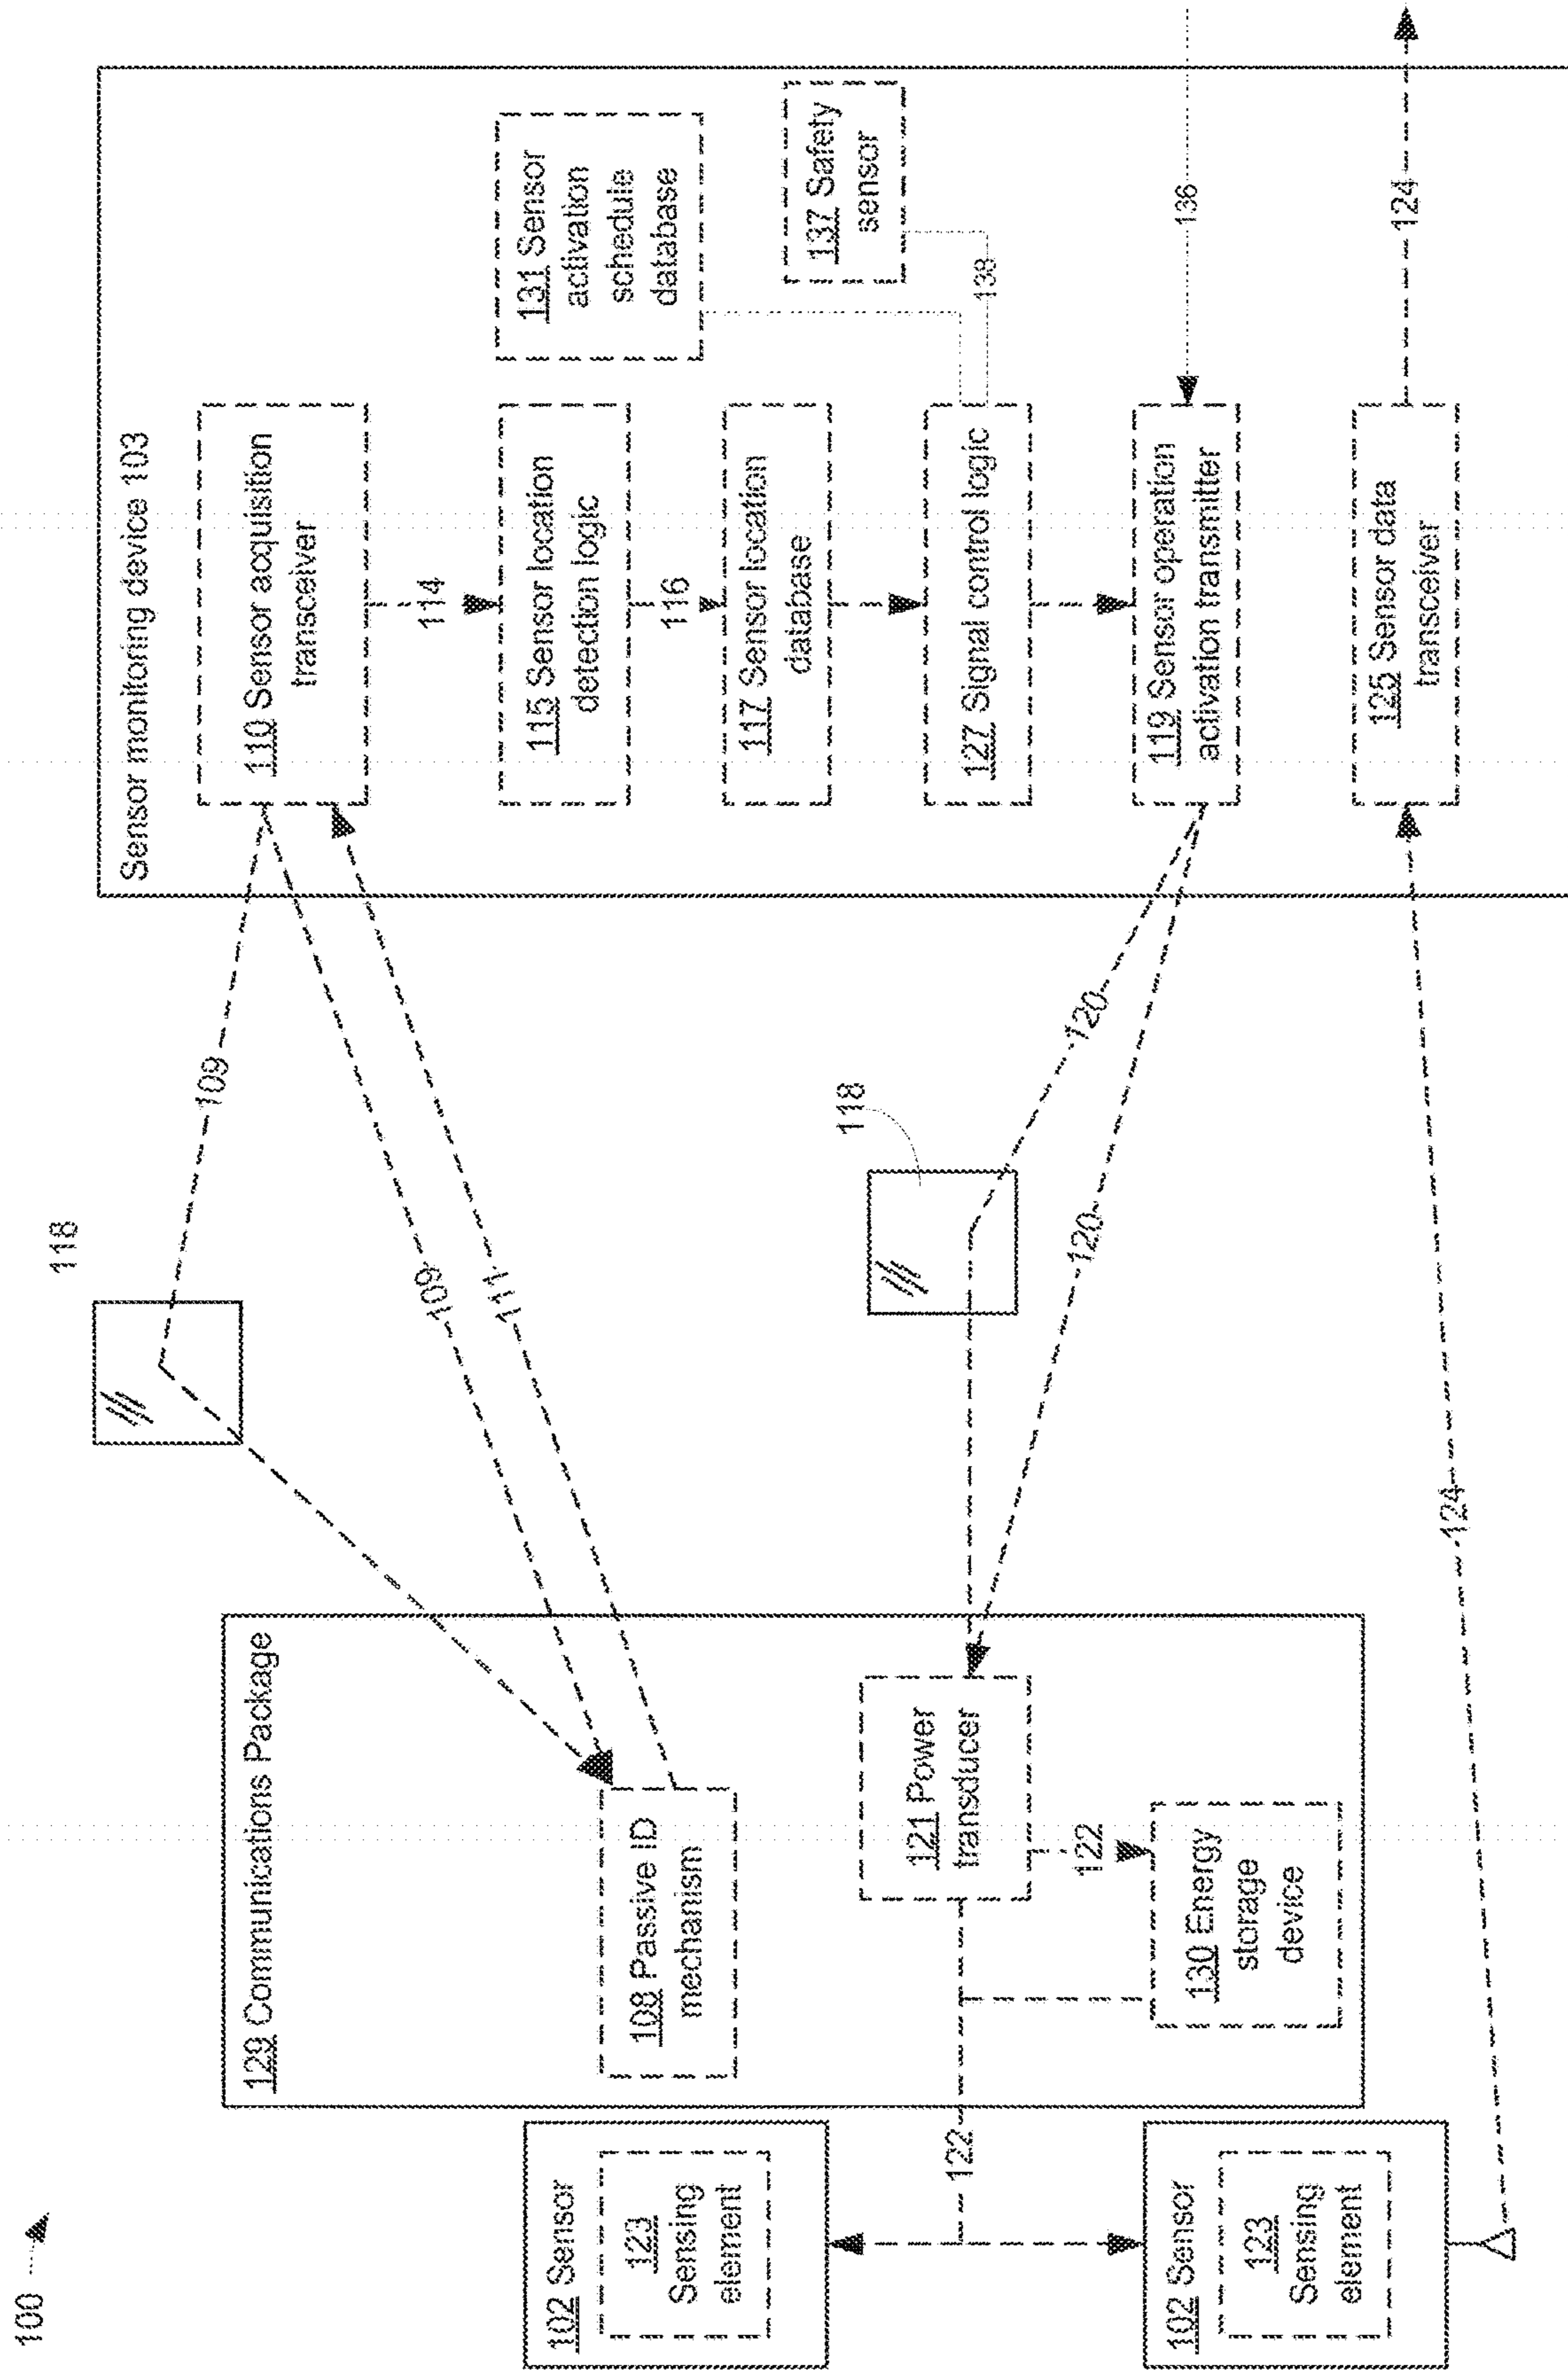 100
102 Sensor
123
Sensing
element
102 Sensor
123
Sensing
element
122
129 Communications Package
108 Passive ID
mechanism
121 Power
transducer
122
130 Energy
storage
device
118
109
109
111
118
120
120
124
Sensor monitoring device 103
110 Sensor acquisition
transceiver
114
115 Sensor location
detection logic
116
117 Sensor location
database
127 Signal control logic
119 Sensor operation
activation transmitter
125 Sensor data
transceiver
131 Sensor
activation
schedule
database
137 Safety
sensor
138
136
124